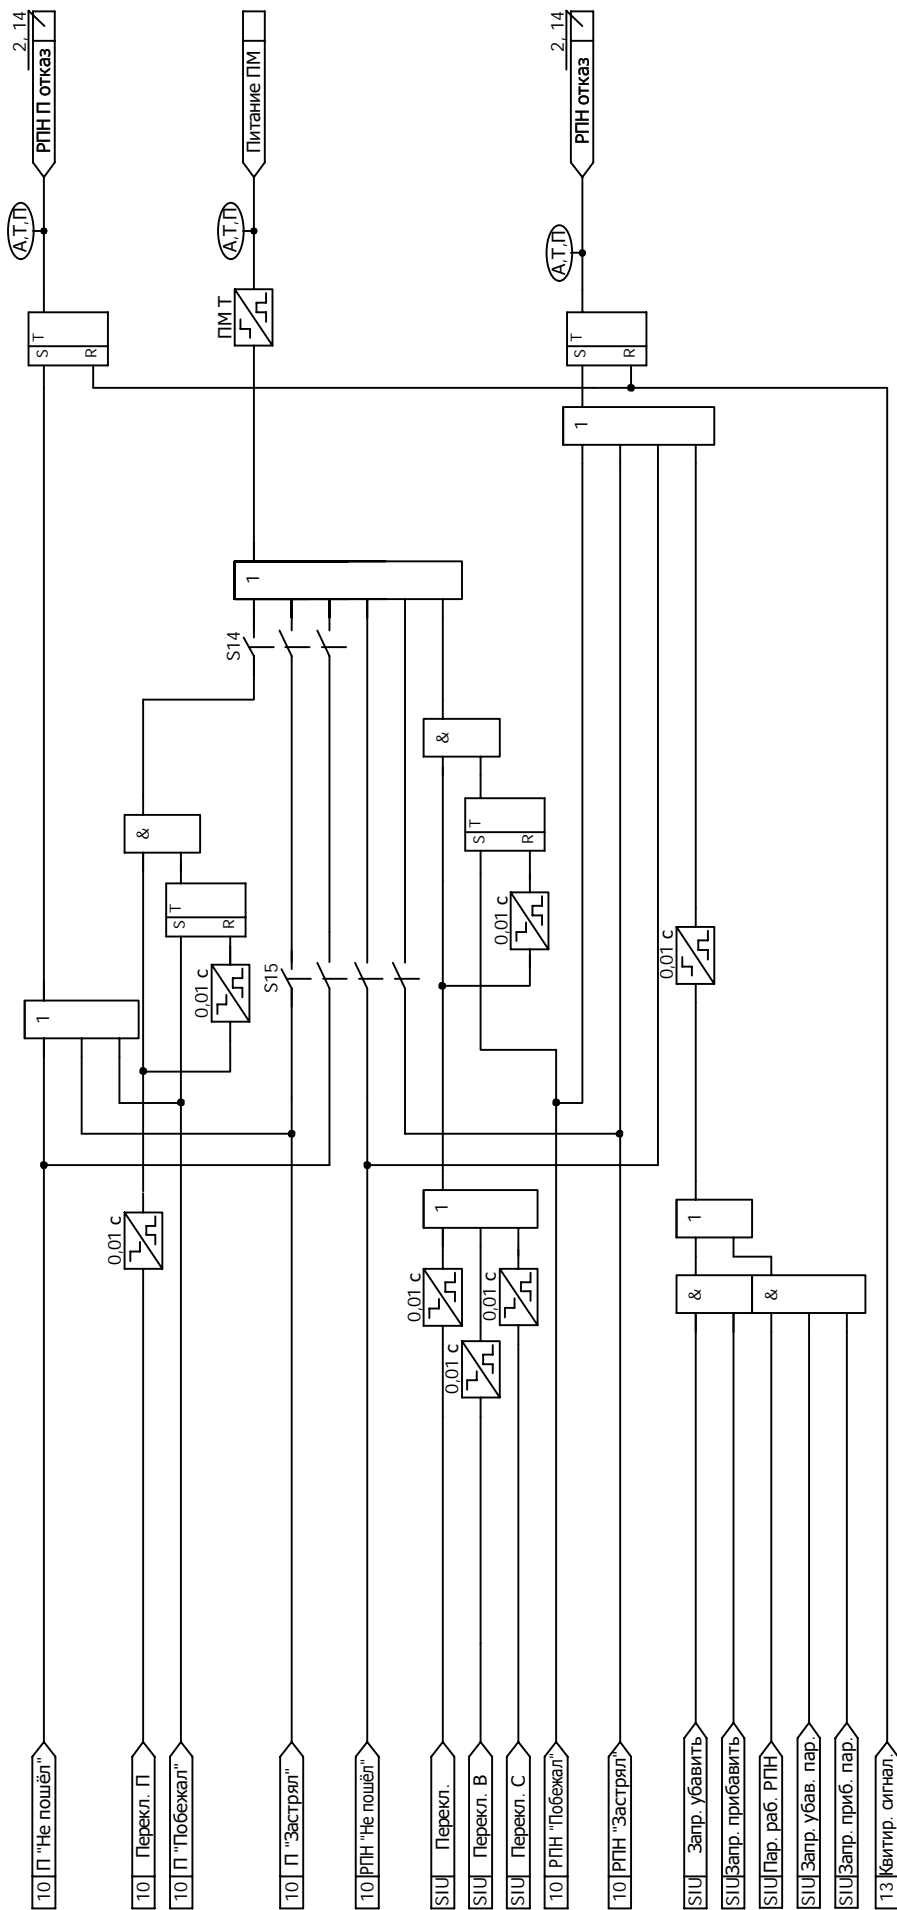 10 П "Не пошёл"
10 Перекл. П
10 П "Побежал"
10 П "Застрял"
10 РПН "Не пошёл"
SIU Перекл.
SIU Перекл. В
SIU Перекл. С
10 РПН "Побежал"
10 РПН "Застрял"
SIU Запр. убавить
SIU Запр. прибавить
SIU Пар. раб. РПН
SIU Запр. убав. пар.
SIU Запр. приб. пар.
13 Квитир. сигнал.
0,01 с
0,01 с
0,01 с
0,01 с
&
&
1
1
1
0,01 с
S15
0,01 с
0,01 с
S T
R
&
S T
R
&
S14
1
1
S T
R
ПМ Т
S T
R
А,Т,П
А,Т,П
А,Т,П
РПН П отказ
2, 14
Питание ПМ
РПН отказ
2, 14